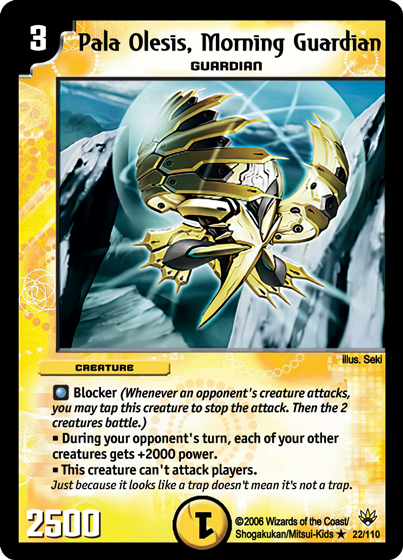 3
Pala Olesis, Morning Guardian
GUARDIAN
illus. Seki
CREATURE
Blocker (Whenever an opponent's creature attacks,
you may tap this creature to stop the attack. Then the 2
creatures battle.)
▪ During your opponent's turn, each of your other
creatures gets +2000 power.
▪ This creature can't attack players.
Just because it looks like a trap doesn't mean it's not a trap.
2500
1
©2006 Wizards of the Coast/
Shogakukan/Mitsui-Kids ★ 22/110